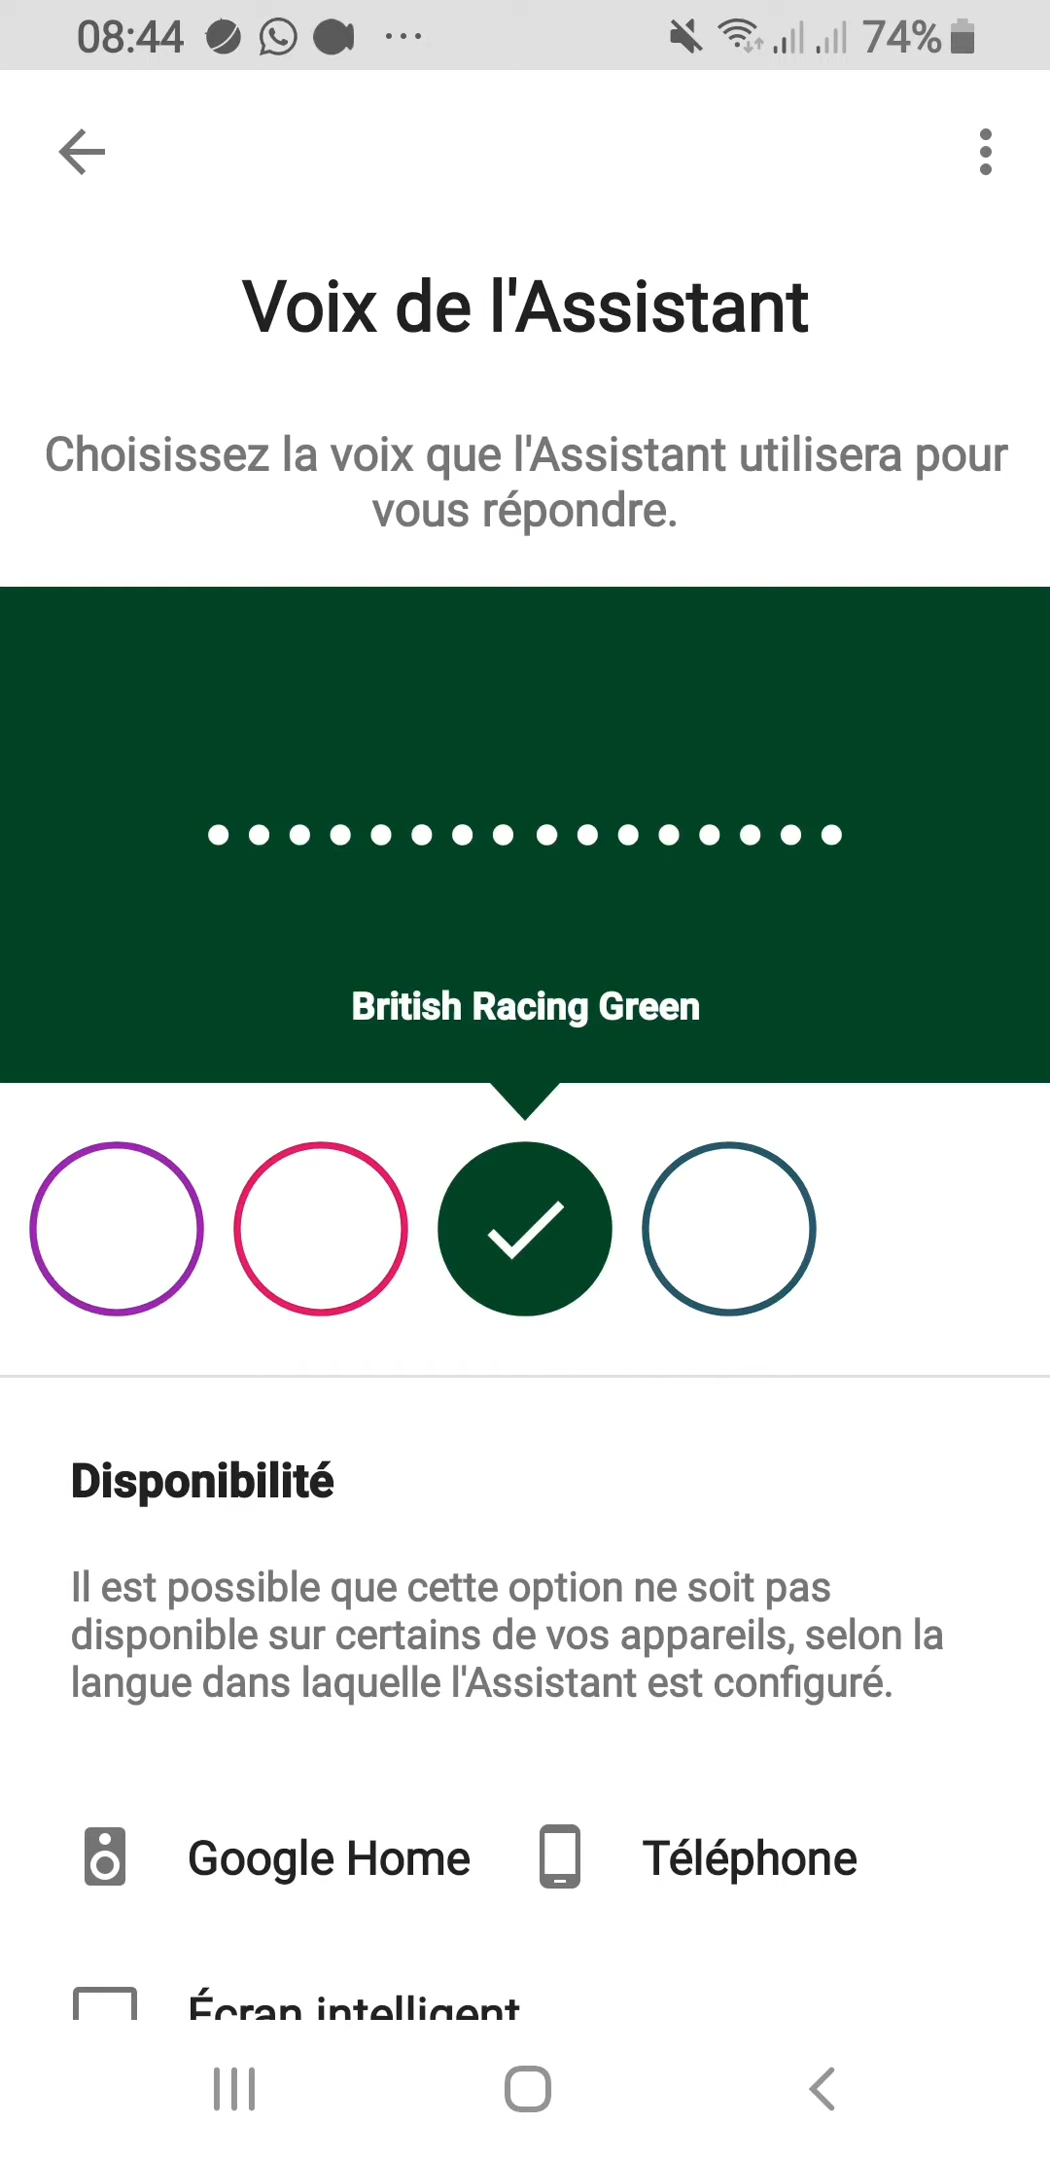 08:44
74%
Voix de l'Assistant
Choisissez la voix que l'Assistant utilisera pour
vous répondre.
British Racing Green
Disponibilité
Il est possible que cette option ne soit pas
disponible sur certains de vos appareils, selon la
langue dans laquelle l'Assistant est configuré.
Google Home
Téléphone
Écran intelligent